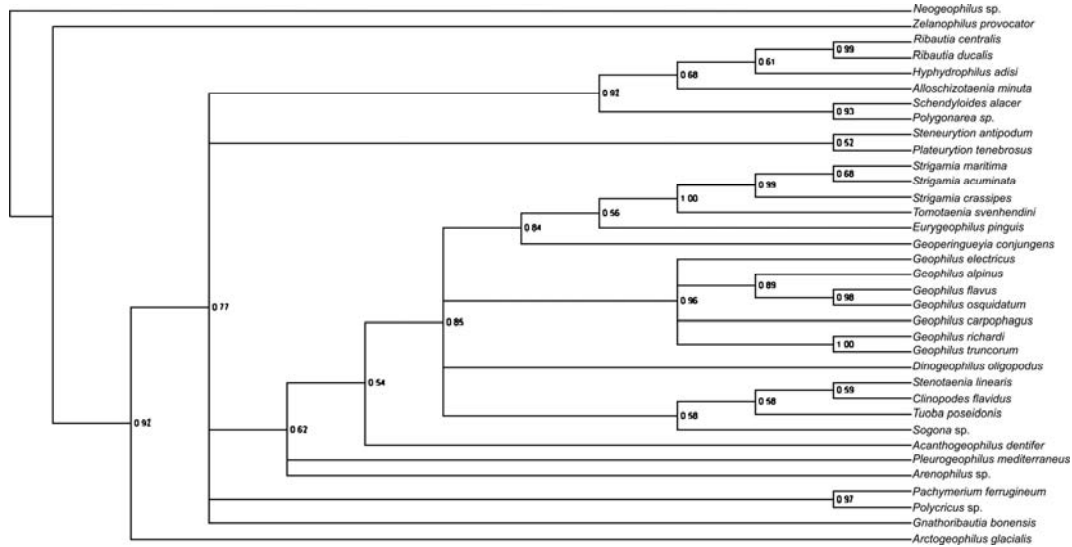 Neogeophilus sp.
Zelanophilus provocator
Ribautia centralis
0 99
Ribautia ducalis
0 61
Hyphydrophilus adisi
0 68
Alloschizotaenia minuta
0 92
Schendyloides alacer
0 93
Polygonarea sp.
Steneurytion antipodum
0 52
Plateurytion tenebrosus
Strigamia maritima
0 68
Strigamia acuminata
0 99
Strigamia crassipes
1 00
Tomotaenia svenhendini
0 56
Eurygeophilus pinguis
0 84
Geoperingueyia conjungens
Geophilus electricus
Geophilus alpinus
0 89
Geophilus flavus
0 98
Geophilus osquidatum
0 96
0 77
Geophilus carpophagus
0 85
Geophilus richardi
1 00
Geophilus truncorum
Dinogeophilus oligopodus
0 54
Stenotaenia linearis
0 59
Clinopodes flavidus
0 58
Tuoba poseidonis
0 58
Sogona sp.
0 92
0 62
Acanthogeophilus dentifer
Pleurogeophilus mediterraneus
Arenophilus sp.
Pachymerium ferrugineum
0 97
Polycricus sp.
Gnathoribautia bonensis
Arctogeophilus glacialis